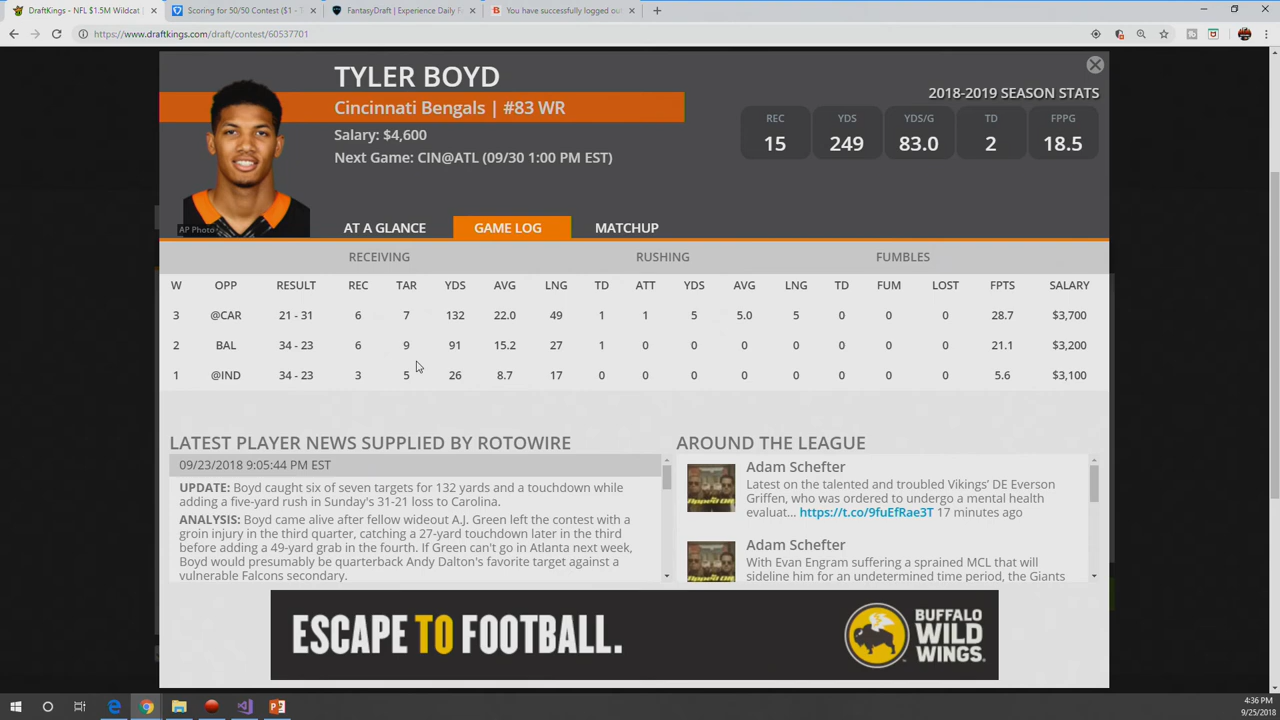 DraftKings - NFL $1.5M Wildcat
Scoring for 50/50 Contest ($1 - T
FantasyDraft | Experience Daily F
You have successfully logged out
https://www.draftkings.com/draft/contest/60537701
TYLER BOYD
Cincinnati Bengals | #83 WR
Salary: $4,600
Next Game: CIN@ATL (09/30 1:00 PM EST)
2018-2019 SEASON STATS
REC YDS YDS/G TD FPPG
15 249 83.0 2 18.5
AP Photo
AT A GLANCE GAME LOG MATCHUP
RECEIVING RUSHING FUMBLES
W OPP RESULT REC TAR YDS AVG LNG TD ATT YDS AVG LNG TD FUM LOST FPTS SALARY
3 @CAR 21 - 31 6 7 132 22.0 49 1 1 5 5.0 5 0 0 0 28.7 $3,700
2 BAL 34 - 23 6 9 91 15.2 27 1 0 0 0 0 0 0 0 21.1 $3,200
1 @IND 34 - 23 3 5 26 8.7 17 0 0 0 0 0 0 0 0 5.6 $3,100
LATEST PLAYER NEWS SUPPLIED BY ROTOWIRE
09/23/2018 9:05:44 PM EST
UPDATE: Boyd caught six of seven targets for 132 yards and a touchdown while
adding a five-yard rush in Sunday's 31-21 loss to Carolina.
ANALYSIS: Boyd came alive after fellow wideout A.J. Green left the contest with a
groin injury in the third quarter, catching a 27-yard touchdown later in the third
before adding a 49-yard grab in the fourth. If Green can't go in Atlanta next week,
Boyd would presumably be quarterback Andy Dalton's favorite target against a
vulnerable Falcons secondary.
AROUND THE LEAGUE
Adam Schefter
Latest on the talented and troubled Vikings' DE Everson
Griffen, who was ordered to undergo a mental health
evaluat... https://t.co/9fuEfRae3T 17 minutes ago
Adam Schefter
With Evan Engram suffering a sprained MCL that will
sideline him for an undetermined time period, the Giants
ESCAPE TO FOOTBALL.
BUFFALO
WILD
WINGS
4:36 PM
9/25/2018